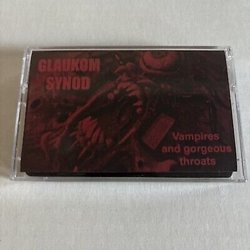 GLAUKOM
SYNOD
Vampires
and gorgeous
throats